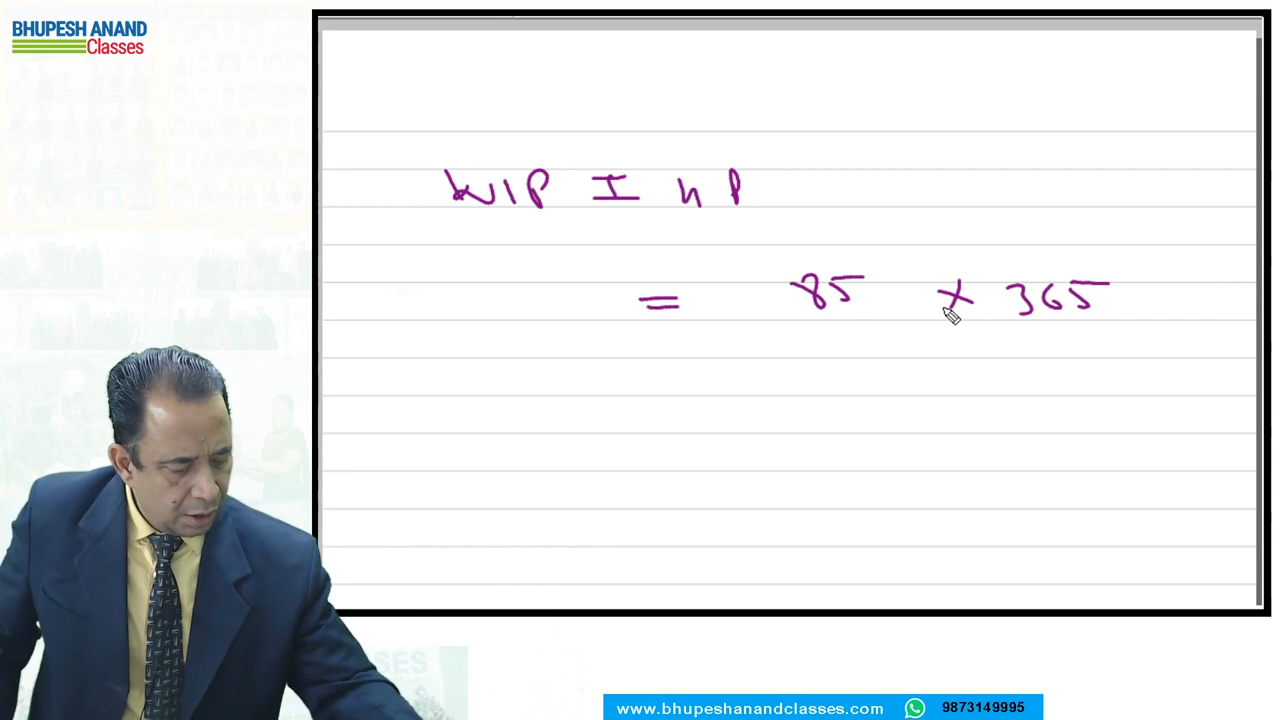 BHUPESH ANAND
Classes
WIP I n P
= 85 × 365
www.bhupeshanandclasses.com 9873149995